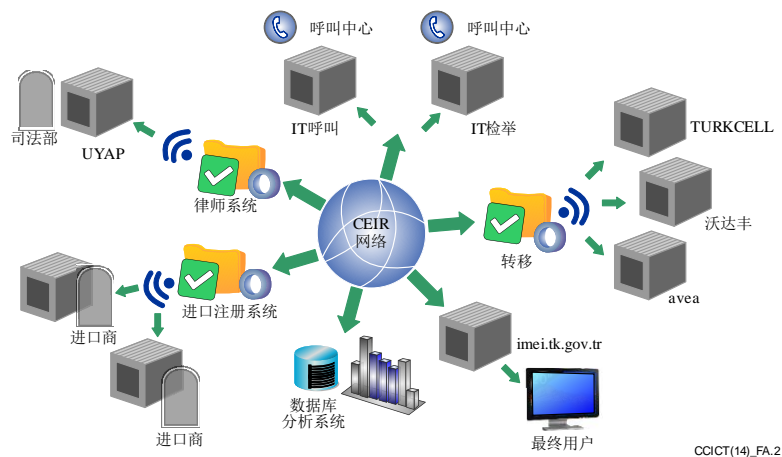 呼叫中心
呼叫中心
IT呼叫
IT检举
司法部
UYAP
律师系统
TURKCELL
沃达丰
avea
CEIR
网络
转移
进口注册系统
进口商
进口商
数据库
分析系统
imei.tk.gov.tr
最终用户
CCICT(14)_FA.2